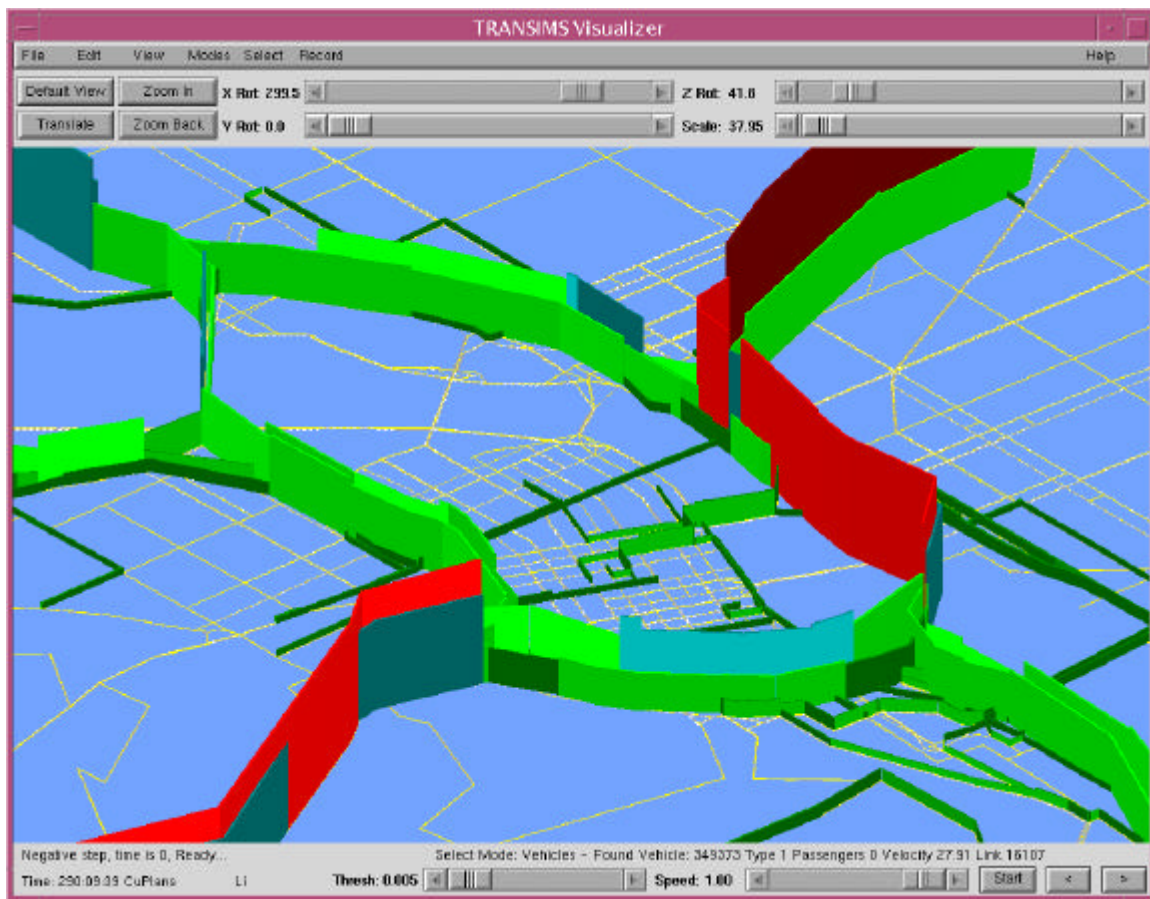 TRANSIMS Visualizer
File Edit View Modes Select Record Help
Default View Zoom In X Rot: 299.5 Z Rot: 41.0
Translate Zoom Back Y Rot: 0.0 Scale: 37.95
Negative step, time is 0, Ready... Select Mode: Vehicles - Found Vehicle: 349373 Type 1 Passengers 0 Velocity 27.91 Link 16107
Time: 290:09:39 CuPlans Li Thresh: 0.005 Speed: 1.00 Start < >